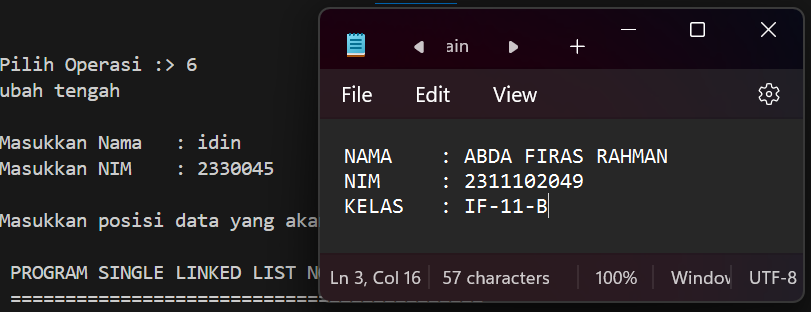 Pilih Operasi :> 6
ubah tengah
Masukkan Nama   : idin
Masukkan NIM    : 2330045
Masukkan posisi data yang
PROGRAM SINGLE LINKED LIST
==========================================
ain
File Edit View
NAMA    : ABDA FIRAS RAHMAN
NIM     : 2311102049
KELAS   : IF-11-B
Ln 3, Col 16 57 characters 100% Window UTF-8